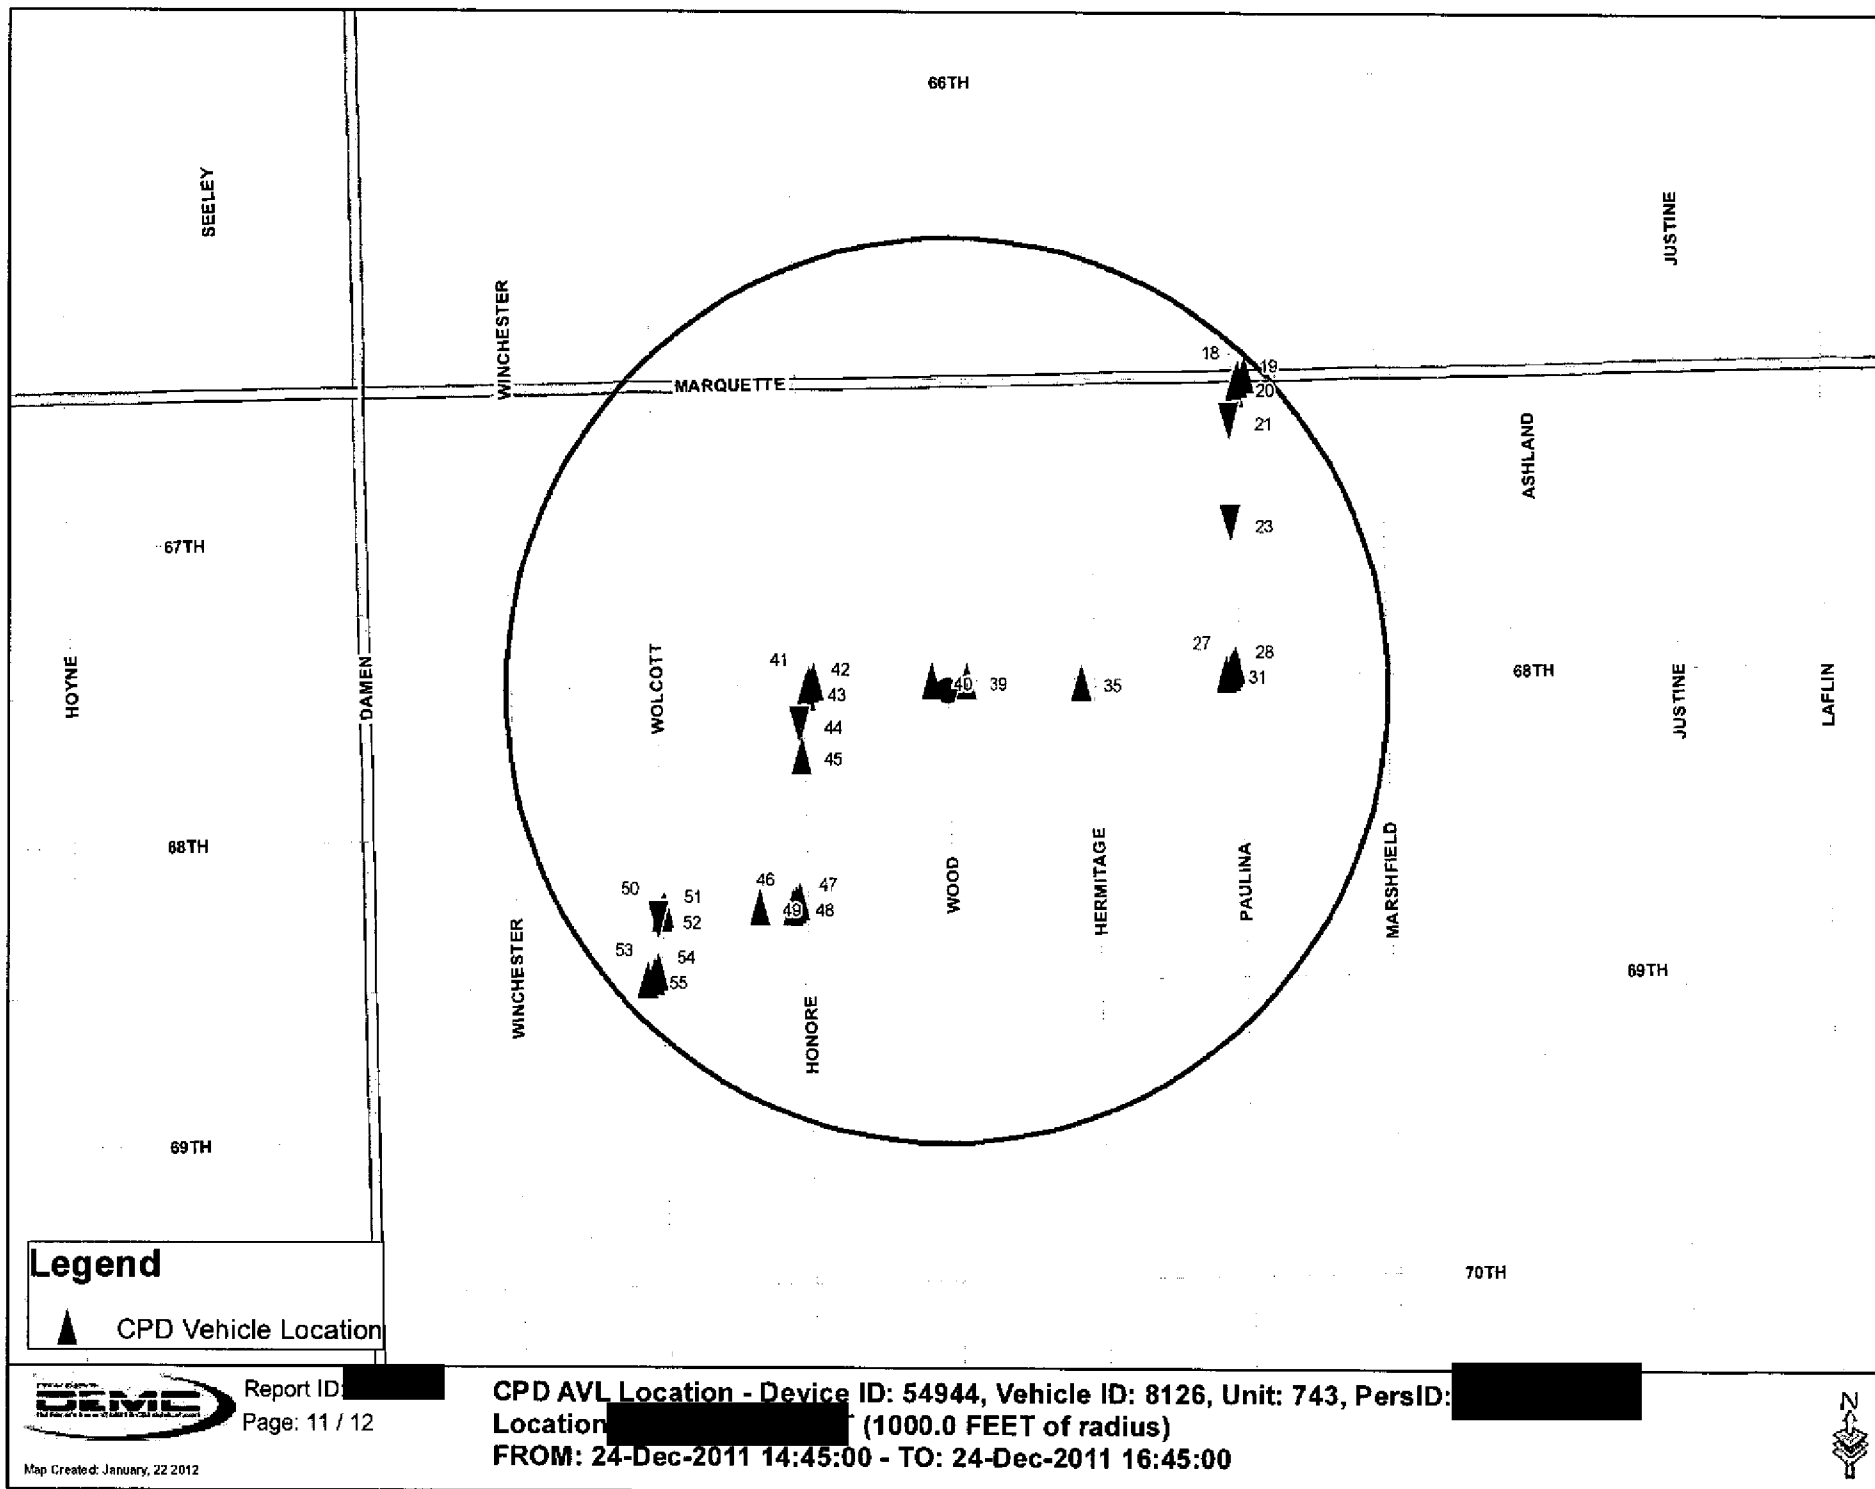 66TH
SEELEY
JUSTINE
WINCHESTER
18
19
MARQUETTE
20
21
ASHLAND
23
67TH
27
28
31
41
42
43
40
39
35
68TH
HOYNE
DAMEN
WOLCOTT
JUSTINE
LAFLIN
44
45
68TH
WOOD
HERMITAGE
PAULINA
MARSHFIELD
50
51
52
46
47
49
48
53
54
55
WINCHESTER
HONORE
69TH
69TH
70TH
Legend
CPD Vehicle Location
OEMC
Report ID:
Page: 11 / 12
Map Created: January, 22 2012
CPD AVL Location - Device ID: 54944, Vehicle ID: 8126, Unit: 743, PersID:
Location (1000.0 FEET of radius)
FROM: 24-Dec-2011 14:45:00 - TO: 24-Dec-2011 16:45:00
N